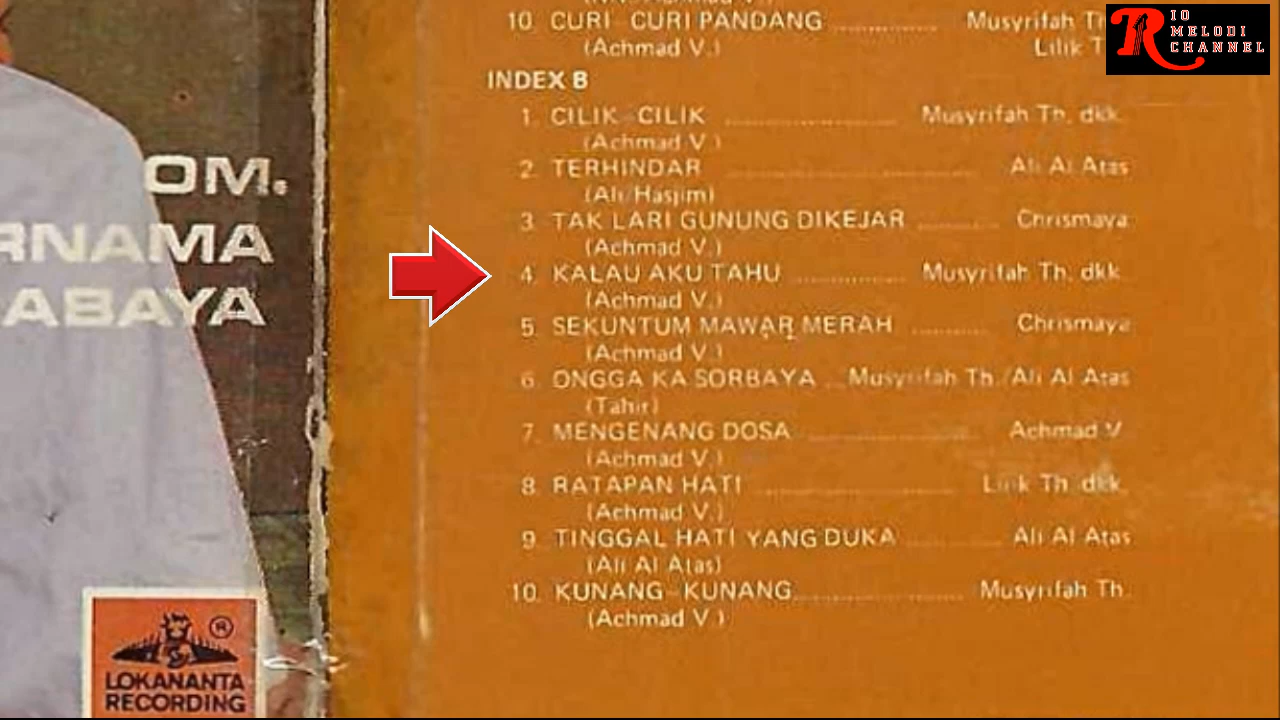 10. CURI - CURI PANDANG ............... Musyrifah
(Achmad V.) Lilik
INDEX B
1. CILIK - CILIK ............... Musyrifah Th. dkk.
(Achmad V.)
2. TERHINDAR ............... Ali Al Atas
(Ali/Hasjim)
3. TAK LARI GUNUNG DIKEJAR ............ Chrismaya
(Achmad V.)
4. KALAU AKU TAHU ............... Musyrifah Th. dkk.
(Achmad V.)
5. SEKUNTUM MAWAR MERAH ............ Chrismaya
(Achmad V.)
6. ONGGA KA SORBAYA ... Musyrifah Th./Ali Al Atas
(Tahir)
7. MENGENANG DOSA ............... Achmad V.
(Achmad V.)
8. RATAPAN HATI ............... Lilik Th. dkk.
(Achmad V.)
9. TINGGAL HATI YANG DUKA ............ Ali Al Atas
(Ali Al Atas)
10. KUNANG - KUNANG ............... Musyrifah Th.
(Achmad V.)
OM.
RNAMA
ABAYA
LOKANANTA
RECORDING
®
RIO
MELODI
CHANNEL